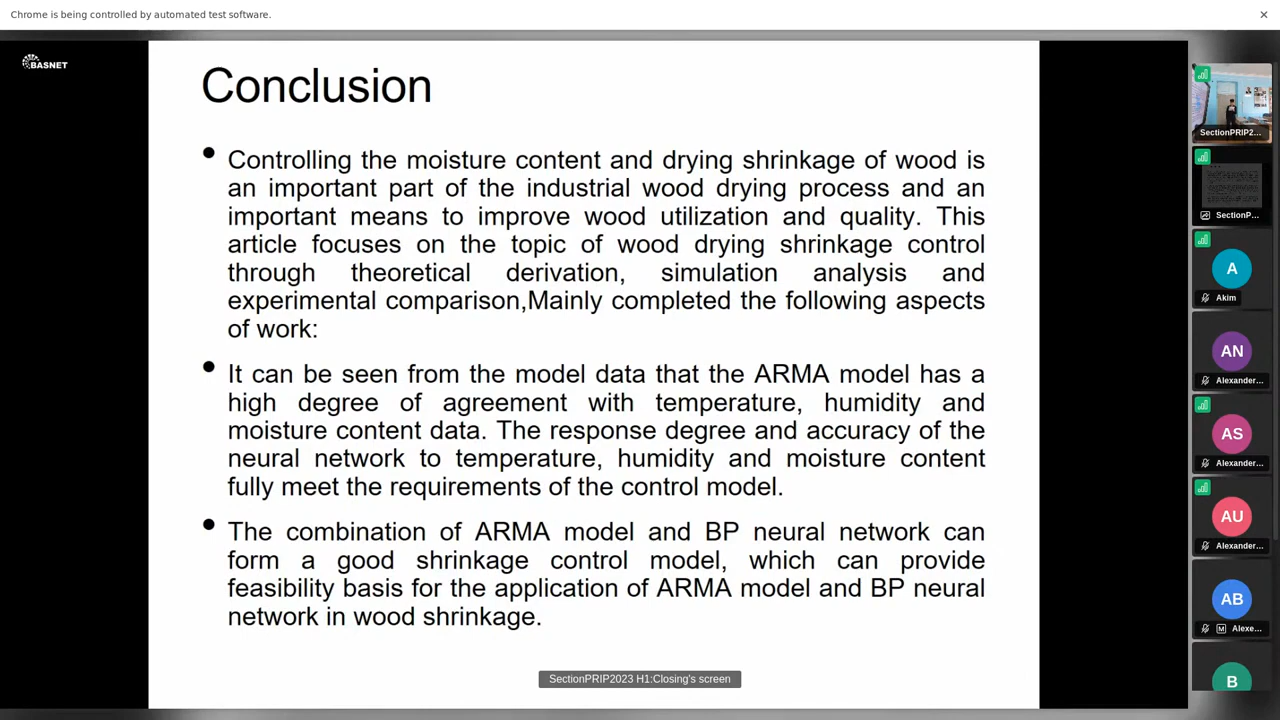 Chrome is being controlled by automated test software.
BASNET
Conclusion
• Controlling the moisture content and drying shrinkage of wood is
an important part of the industrial wood drying process and an
important means to improve wood utilization and quality. This
article focuses on the topic of wood drying shrinkage control
through theoretical derivation, simulation analysis and
experimental comparison,Mainly completed the following aspects
of work:
• It can be seen from the model data that the ARMA model has a
high degree of agreement with temperature, humidity and
moisture content data. The response degree and accuracy of the
neural network to temperature, humidity and moisture content
fully meet the requirements of the control model.
• The combination of ARMA model and BP neural network can
form a good shrinkage control model, which can provide
feasibility basis for the application of ARMA model and BP neural
network in wood shrinkage.
SectionPRIP2023 H1:Closing's screen
SectionPRIP2...
SectionP...
A
Akim
AN
Alexander...
AS
Alexander...
AU
Alexander...
AB
M Alexe...
B